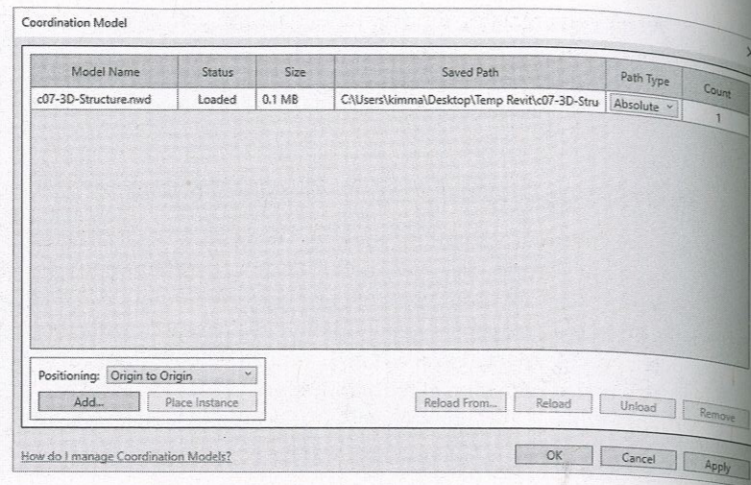 Coordination Model
Model Name Status Size Saved Path Path Type Count
c07-3D-Structure.nwd Loaded 0.1 MB C:\Users\kimma\Desktop\Temp Revit\c07-3D-Stru Absolute 1
Positioning: Origin to Origin
Add... Place Instance Reload From... Reload Unload Remove
How do I manage Coordination Models? OK Cancel Apply